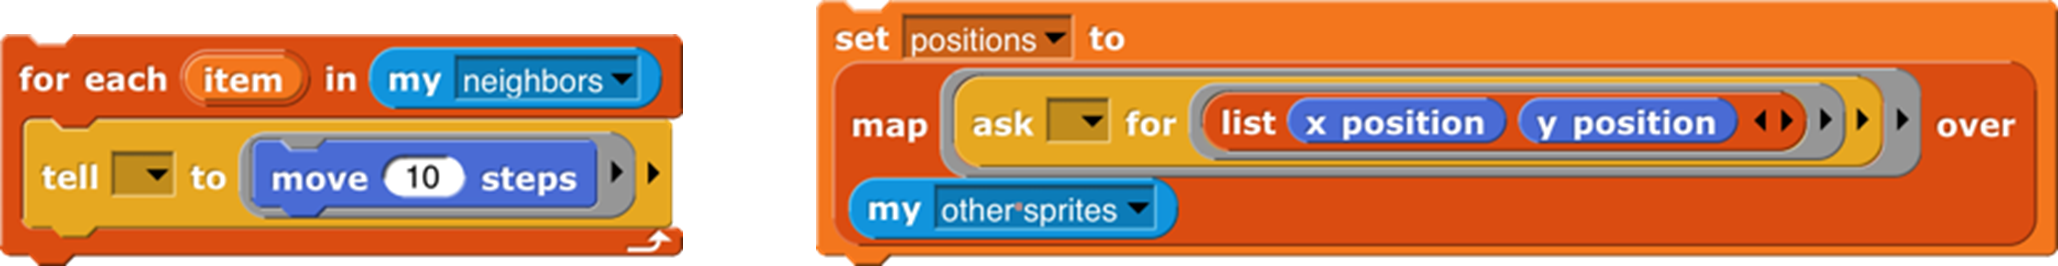 for each item in my neighbors
tell to move 10 steps
set positions to
map ask for list x position y position over
my other sprites